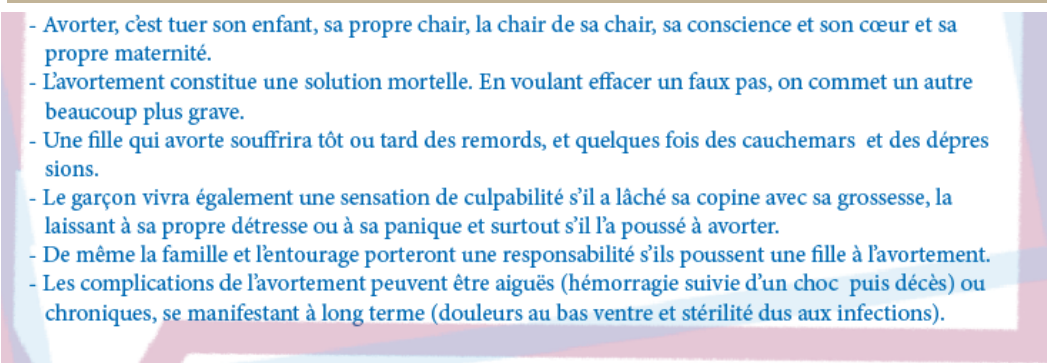 - Avorter, c'est tuer son enfant, sa propre chair, la chair de sa chair, sa conscience et son cœur et sa
propre maternité.
- L'avortement constitue une solution mortelle. En voulant effacer un faux pas, on commet un autre
beaucoup plus grave.
- Une fille qui avorte souffrira tôt ou tard des remords, et quelques fois des cauchemars et des dépres
sions.
- Le garçon vivra également une sensation de culpabilité s'il a lâché sa copine avec sa grossesse, la
laissant à sa propre détresse ou à sa panique et surtout s'il l'a poussé à avorter.
- De même la famille et l'entourage porteront une responsabilité s'ils poussent une fille à l'avortement.
- Les complications de l'avortement peuvent être aiguës (hémorragie suivie d'un choc puis décès) ou
chroniques, se manifestant à long terme (douleurs au bas ventre et stérilité dus aux infections).